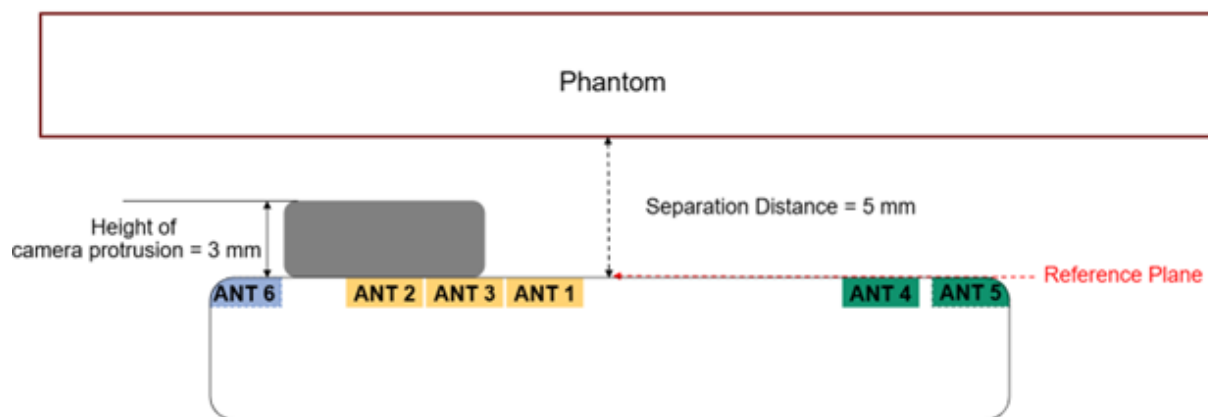 Phantom
Separation Distance = 5 mm
Height of
camera protrusion = 3 mm
Reference Plane
ANT 6
ANT 2
ANT 3
ANT 1
ANT 4
ANT 5